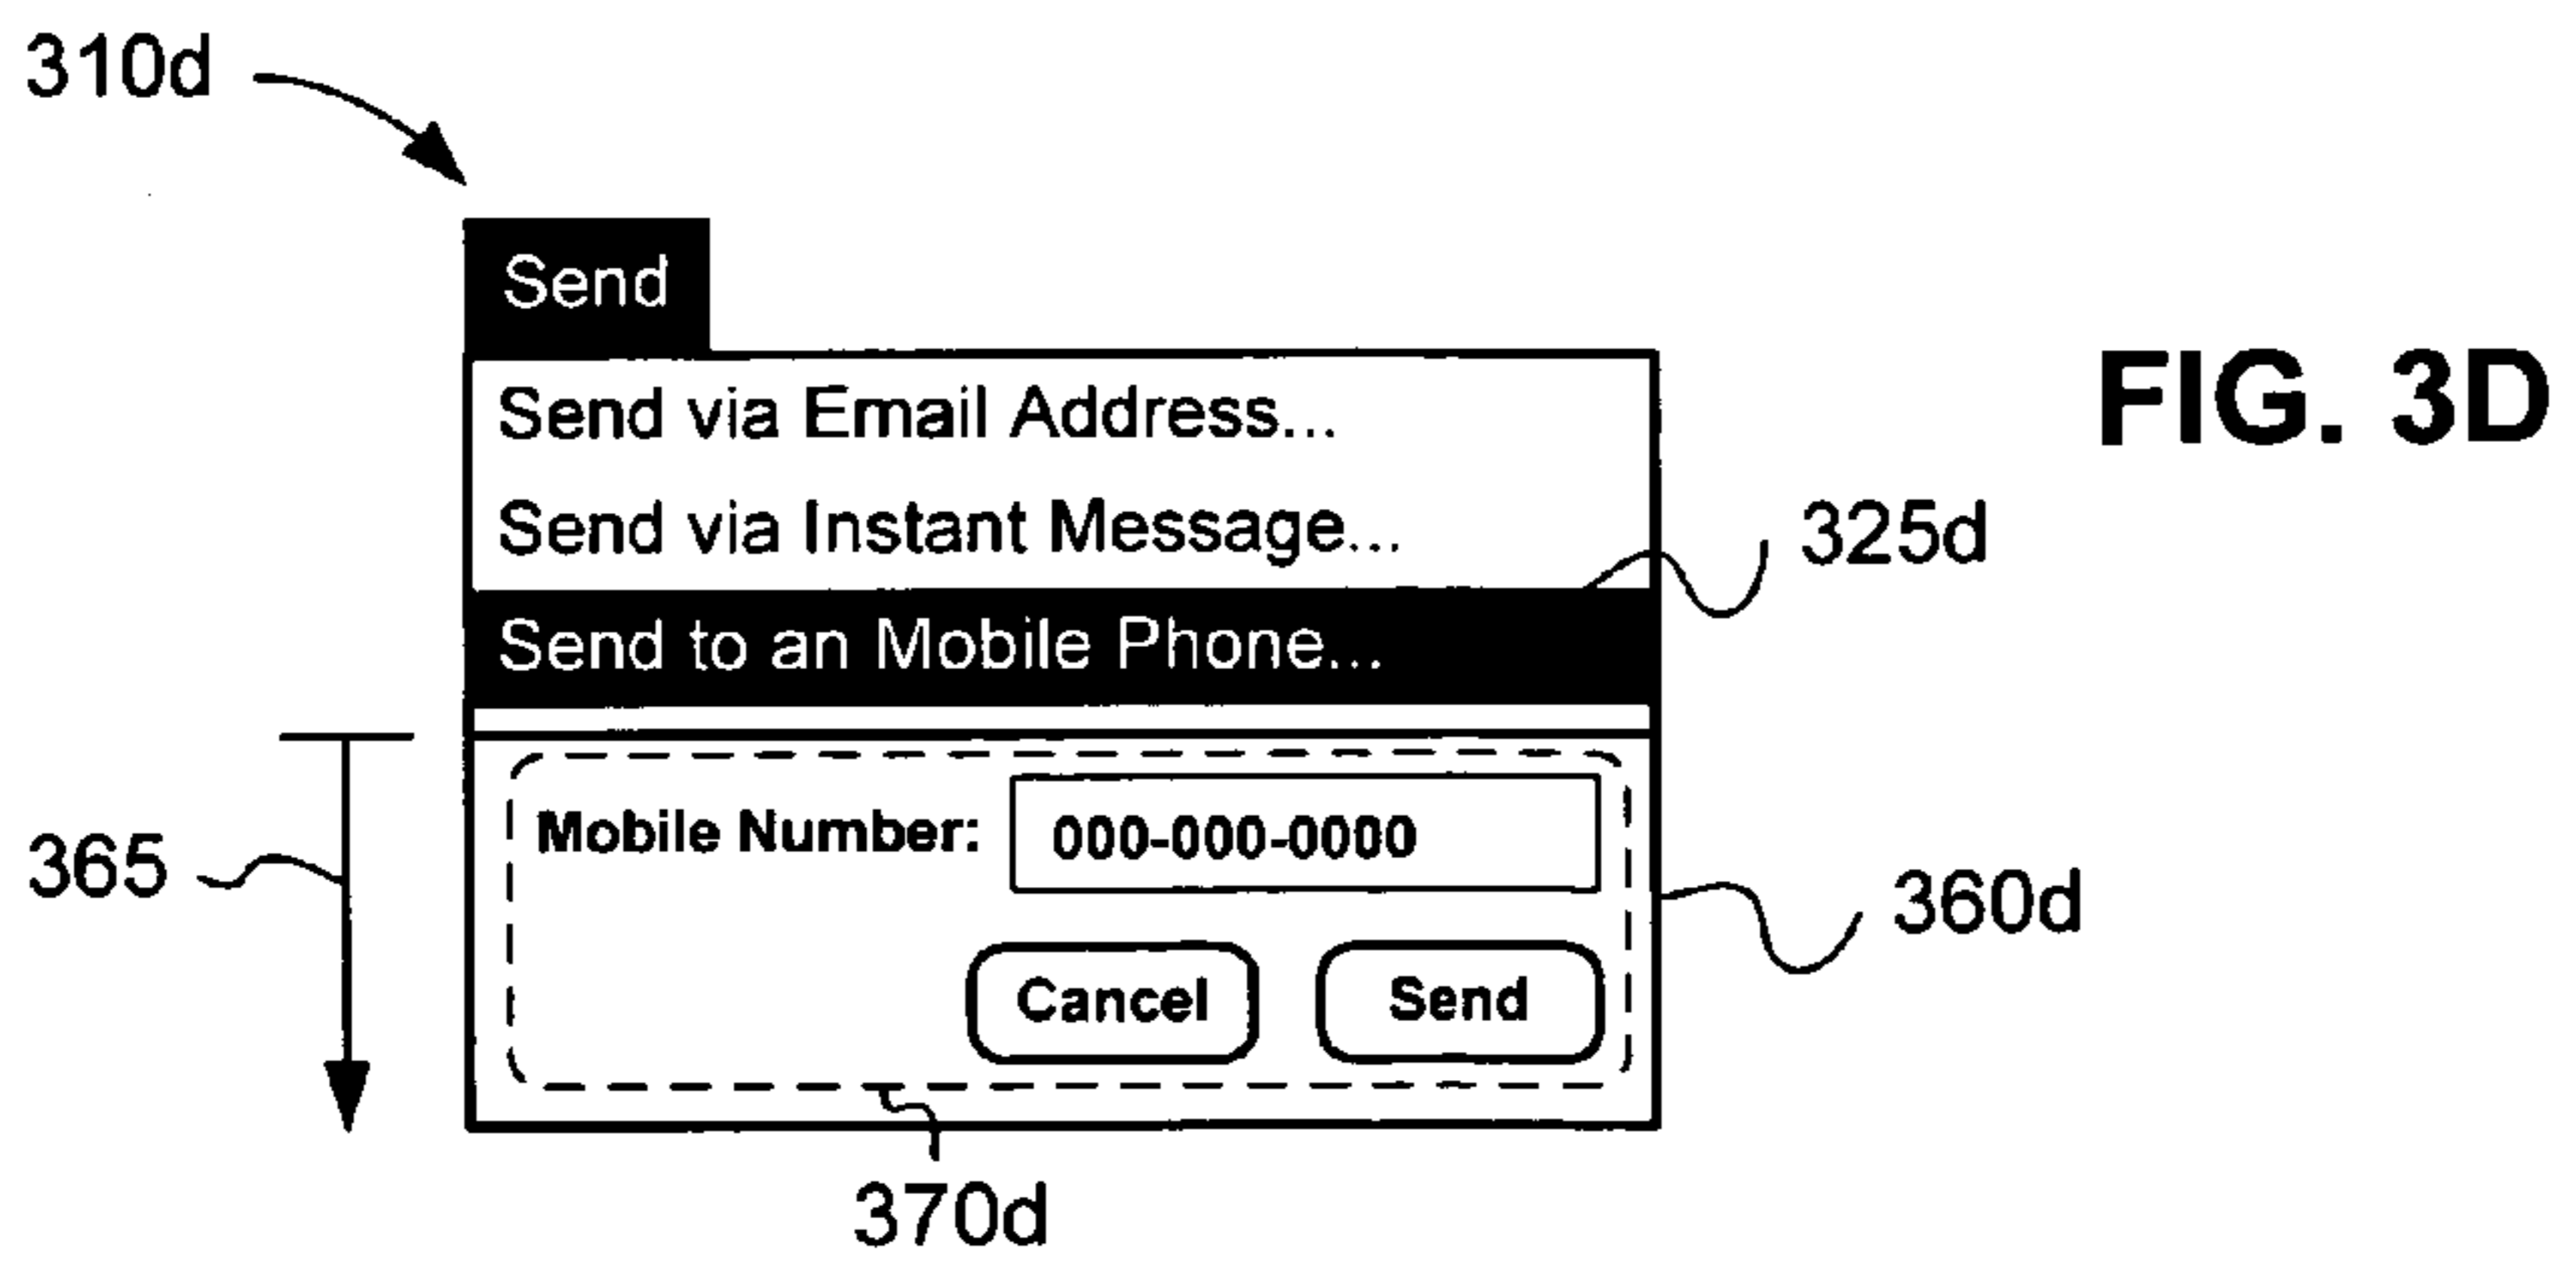 310d
Send
Send via Email Address...
FIG. 3D
Send via Instant Message...
325d
Send to an Mobile Phone...
Mobile Number: 000-000-0000
365
360d
Cancel Send
370d